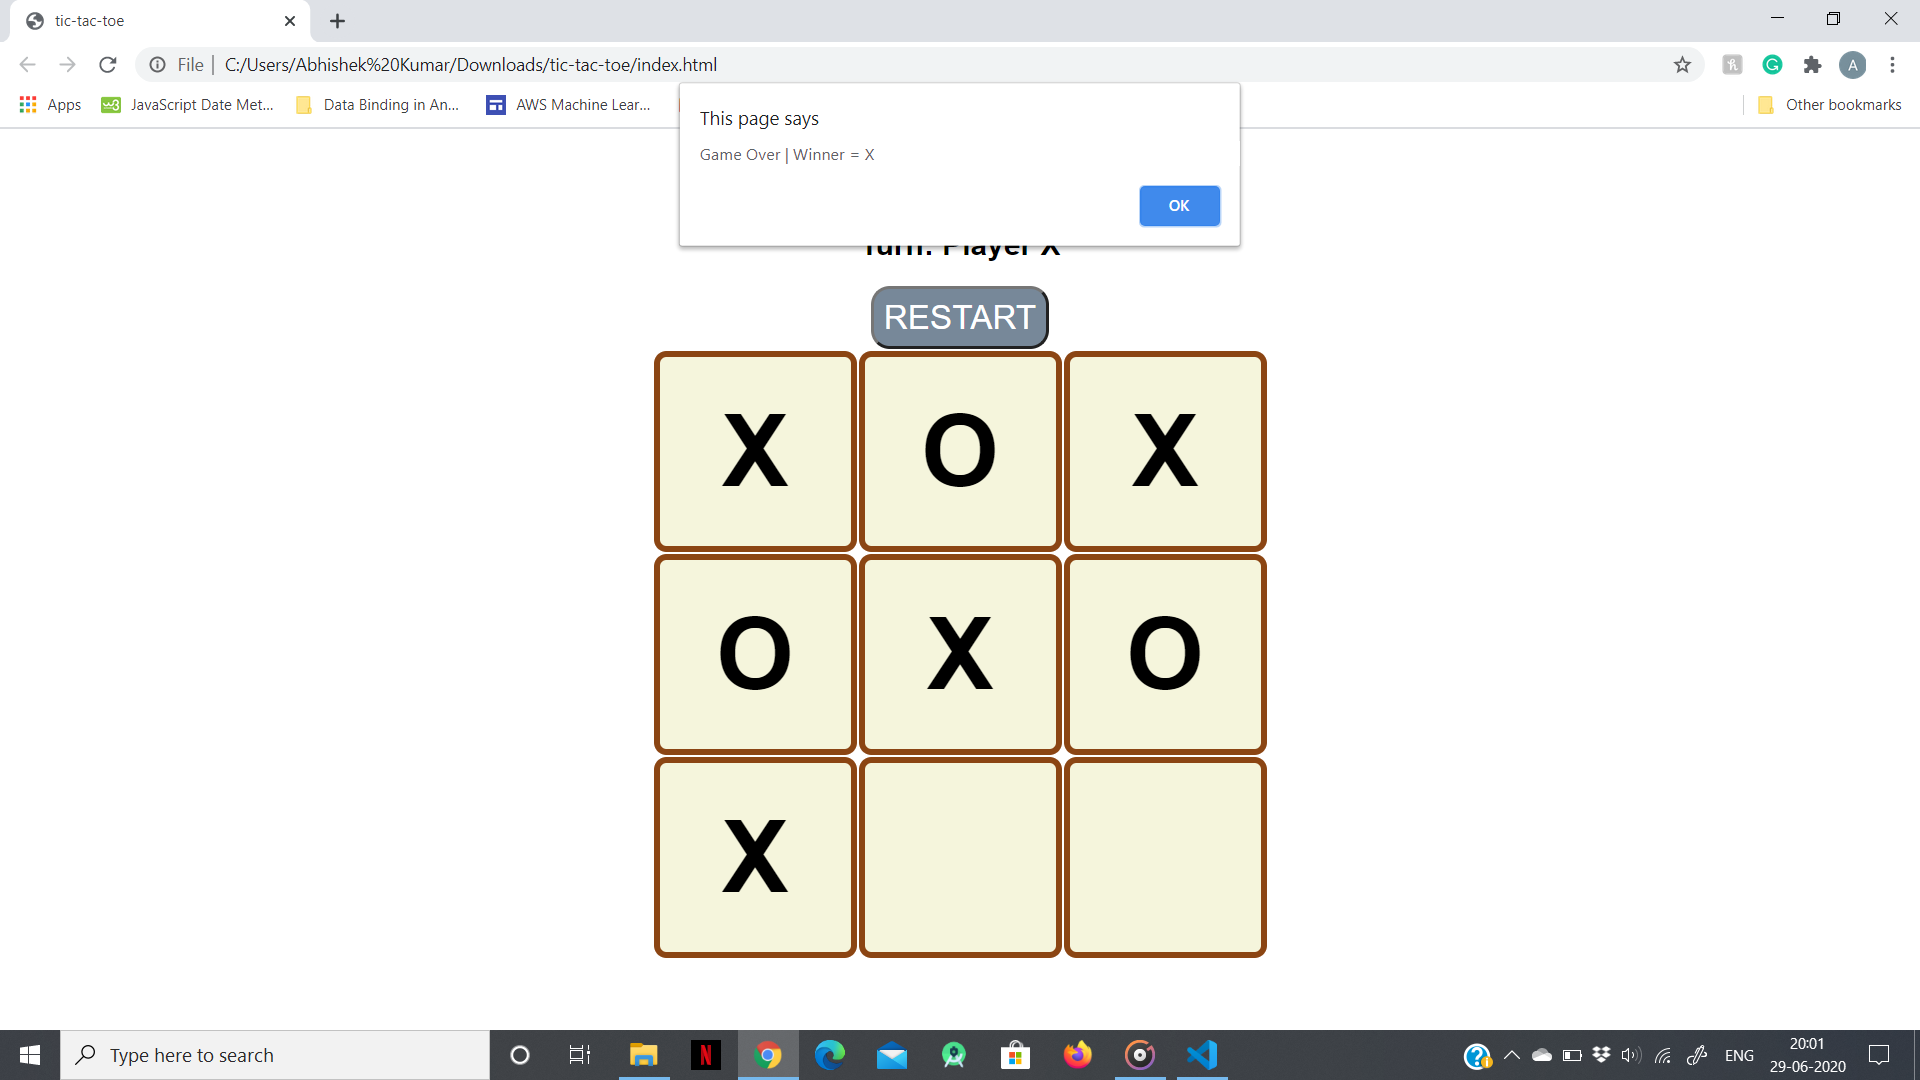 tic-tac-toe
File | C:/Users/Abhishek%20Kumar/Downloads/tic-tac-toe/index.html
A
Apps
JavaScript Date Met...
Data Binding in An...
AWS Machine Lear...
Other bookmarks
This page says
Game Over | Winner = X
OK
Turn: Player X
RESTART
X O X
O X O
X
Type here to search
ENG
20:01
29-06-2020